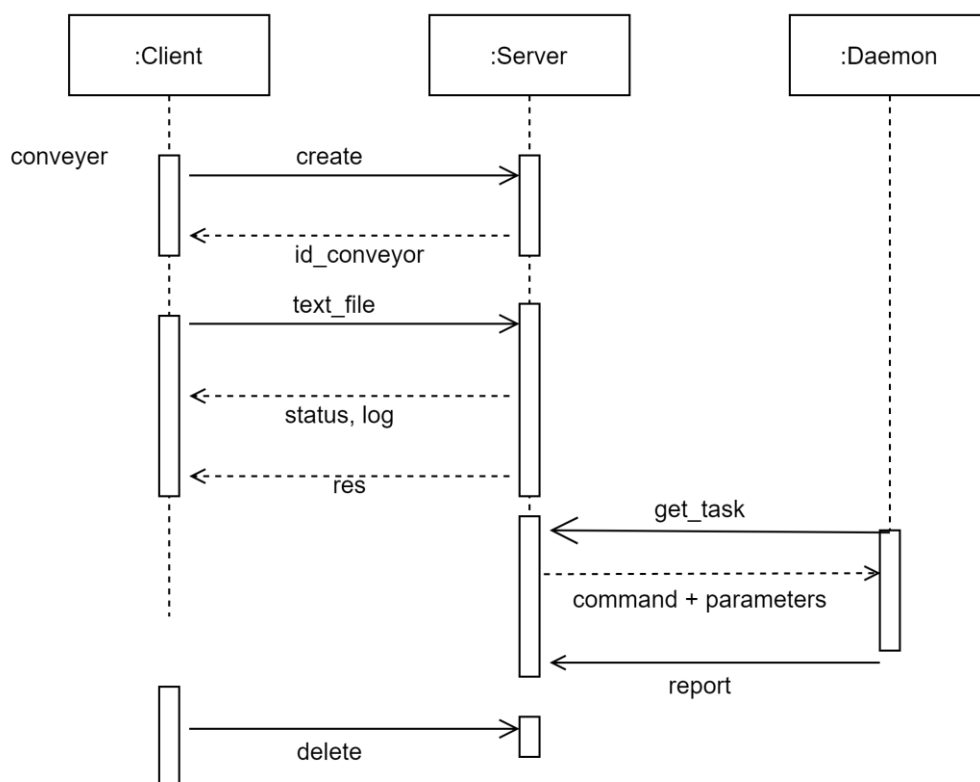 :Client
:Server
:Daemon
conveyer
create
id_conveyor
text_file
status, log
res
get_task
command + parameters
report
delete